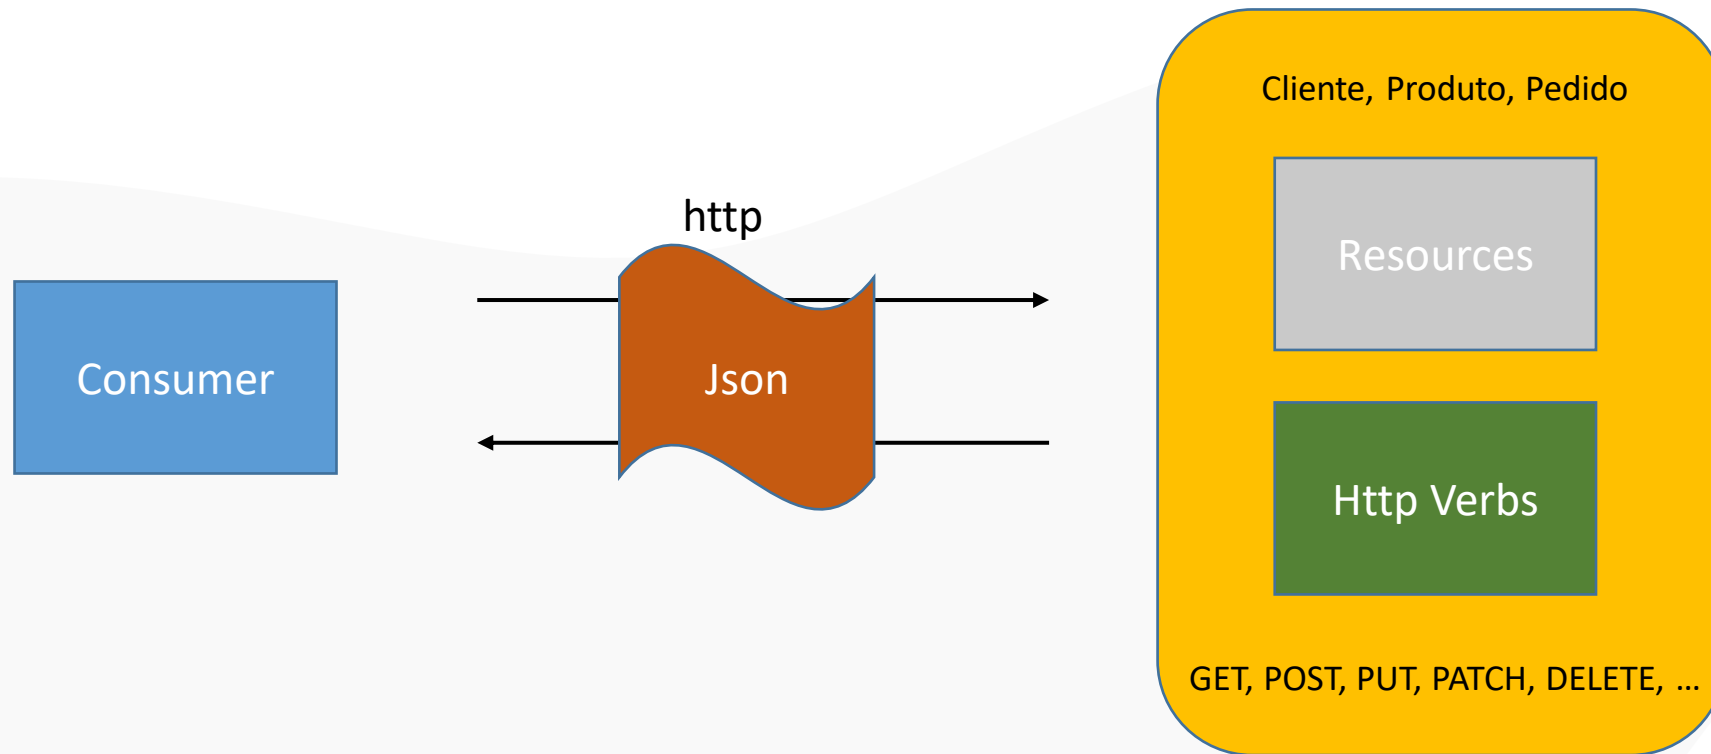 Cliente, Produto, Pedido
http
Resources
Consumer
Json
Http Verbs
GET, POST, PUT, PATCH, DELETE, ...